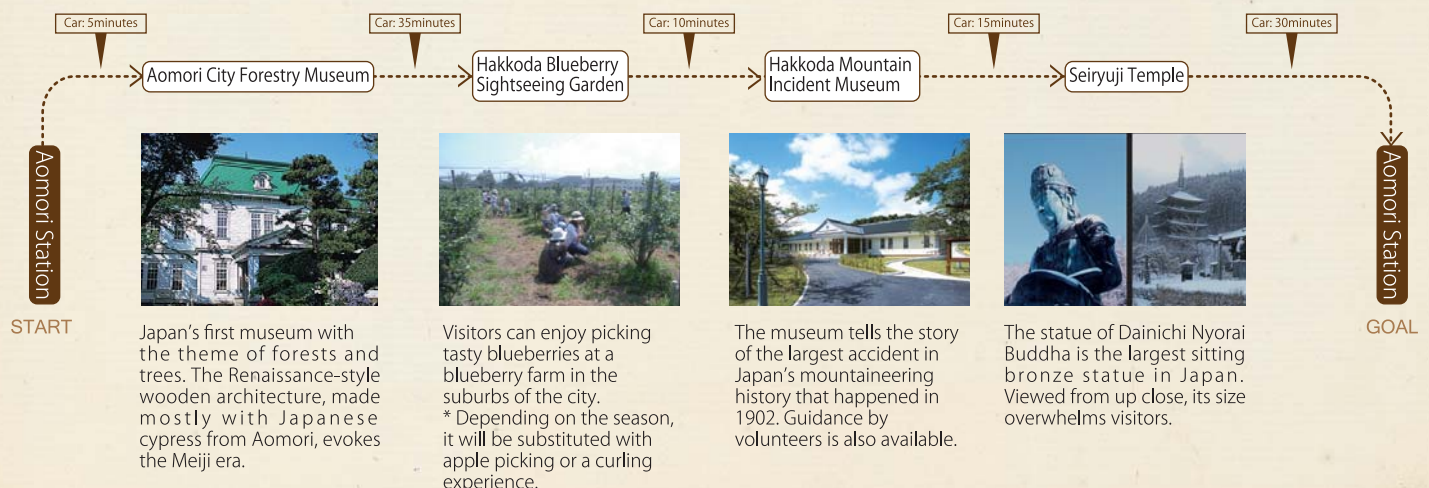 Car: 5minutes
Car: 35minutes
Car: 10minutes
Car: 15minutes
Car: 30minutes
Aomori Station
START
Aomori City Forestry Museum
Hakkoda Blueberry
Sightseeing Garden
Hakkoda Mountain
Incident Museum
Seiryuji Temple
Aomori Station
GOAL
Japan's first museum with
the theme of forests and
trees. The Renaissance-style
wooden architecture, made
mostly with Japanese
cypress from Aomori, evokes
the Meiji era.
Visitors can enjoy picking
tasty blueberries at a
blueberry farm in the
suburbs of the city.
* Depending on the season,
it will be substituted with
apple picking or a curling
experience.
The museum tells the story
of the largest accident in
Japan's mountaineering
history that happened in
1902. Guidance by
volunteers is also available.
The statue of Dainichi Nyorai
Buddha is the largest sitting
bronze statue in Japan.
Viewed from up close, its size
overwhelms visitors.